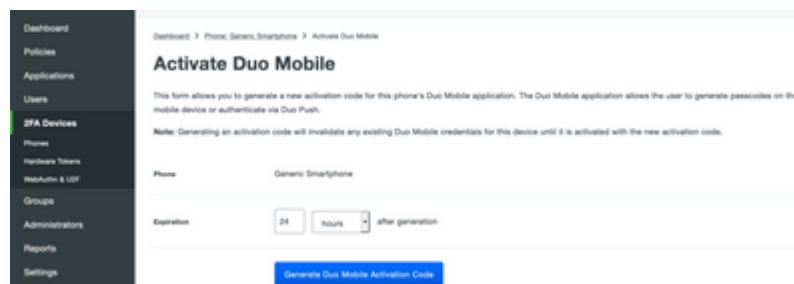 Dashboard
Policies
Applications
Users
2FA Devices
Phones
Hardware Tokens
WebAuthn & U2F
Groups
Administrators
Reports
Settings
Dashboard > Phone: Generic Smartphone > Activate Duo Mobile
Activate Duo Mobile
This form allows you to generate a new activation code for this phone's Duo Mobile application. The Duo Mobile application allows the user to generate passcodes on the
mobile device or authenticate via Duo Push.
Note: Generating an activation code will invalidate any existing Duo Mobile credentials for this device until it is activated with the new activation code.
Phone Generic Smartphone
Expiration 24 hours after generation
Generate Duo Mobile Activation Code